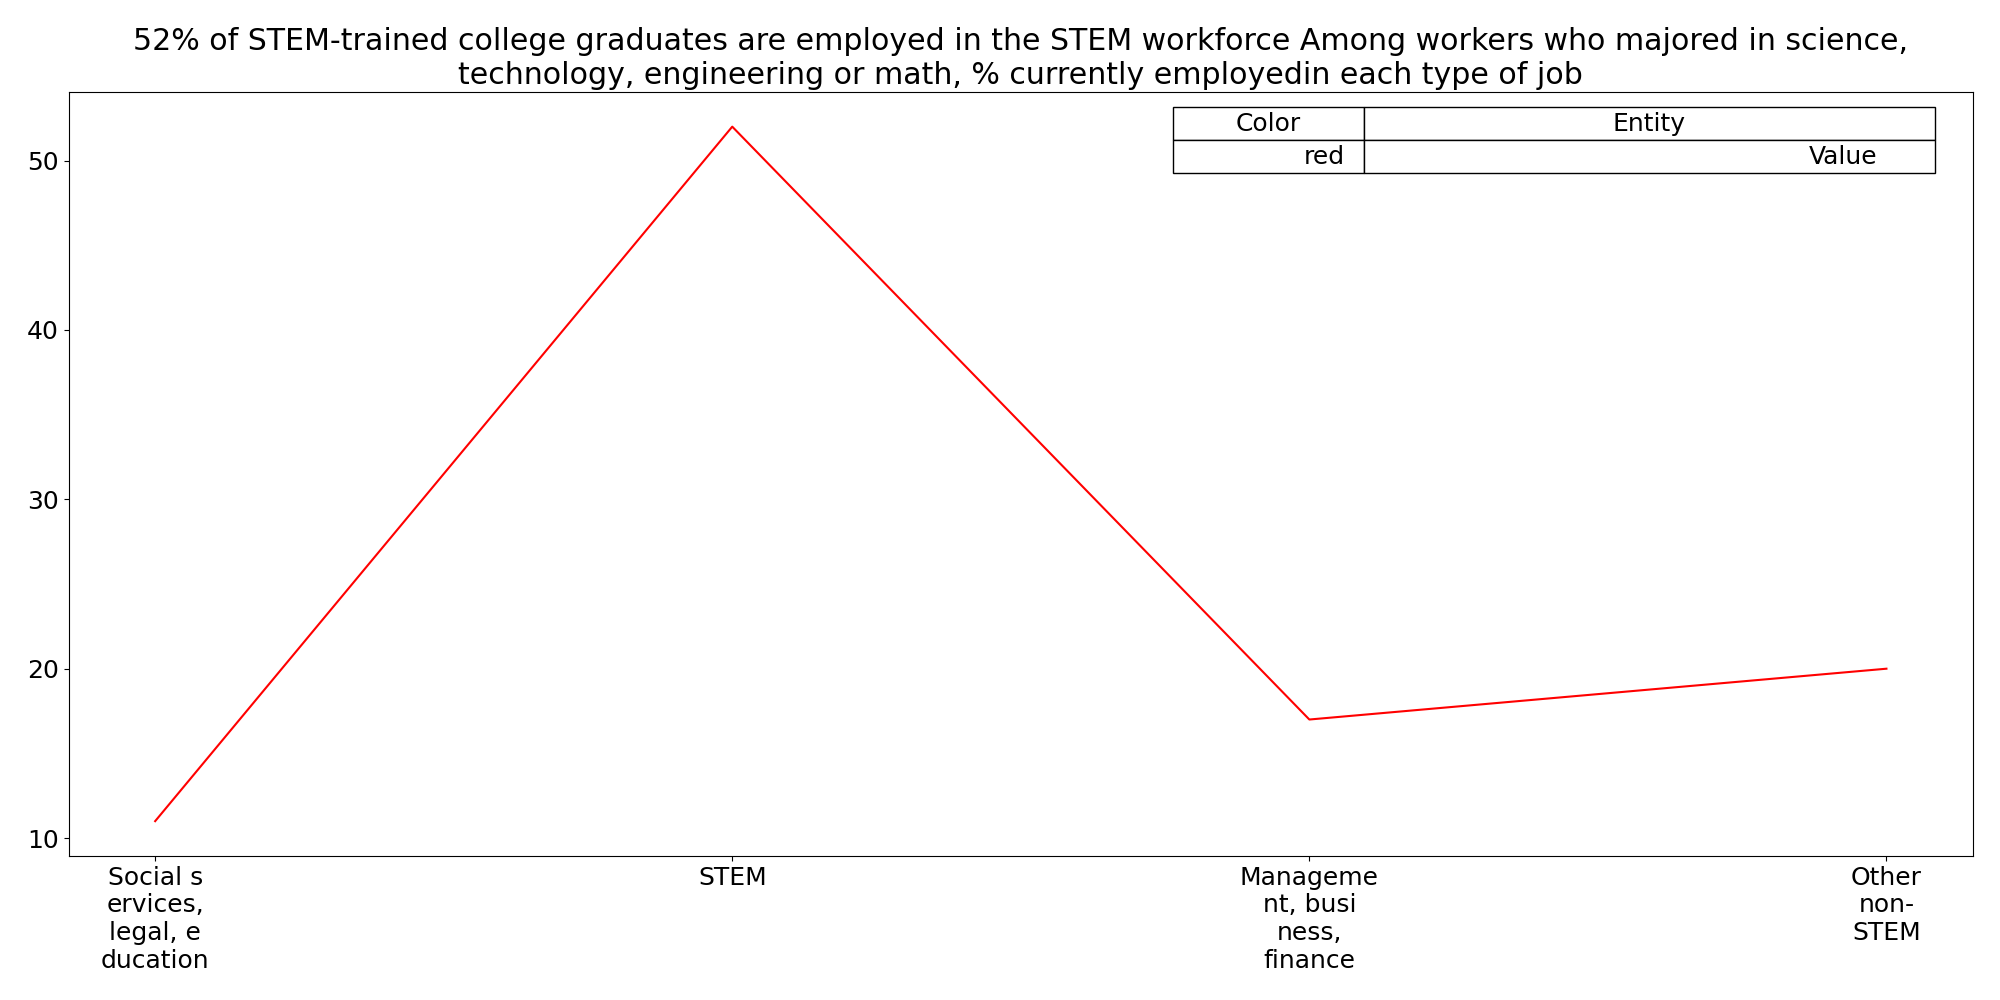 52% of STEM-trained college graduates are employed in the STEM workforce Among workers who majored in science,
technology, engineering or math, % currently employedin each type of job
Color Entity
red Value
50
40
30
20
10
Social s
ervices,
legal, e
ducation
STEM
Manageme
nt, busi
ness,
finance
Other
non-
STEM